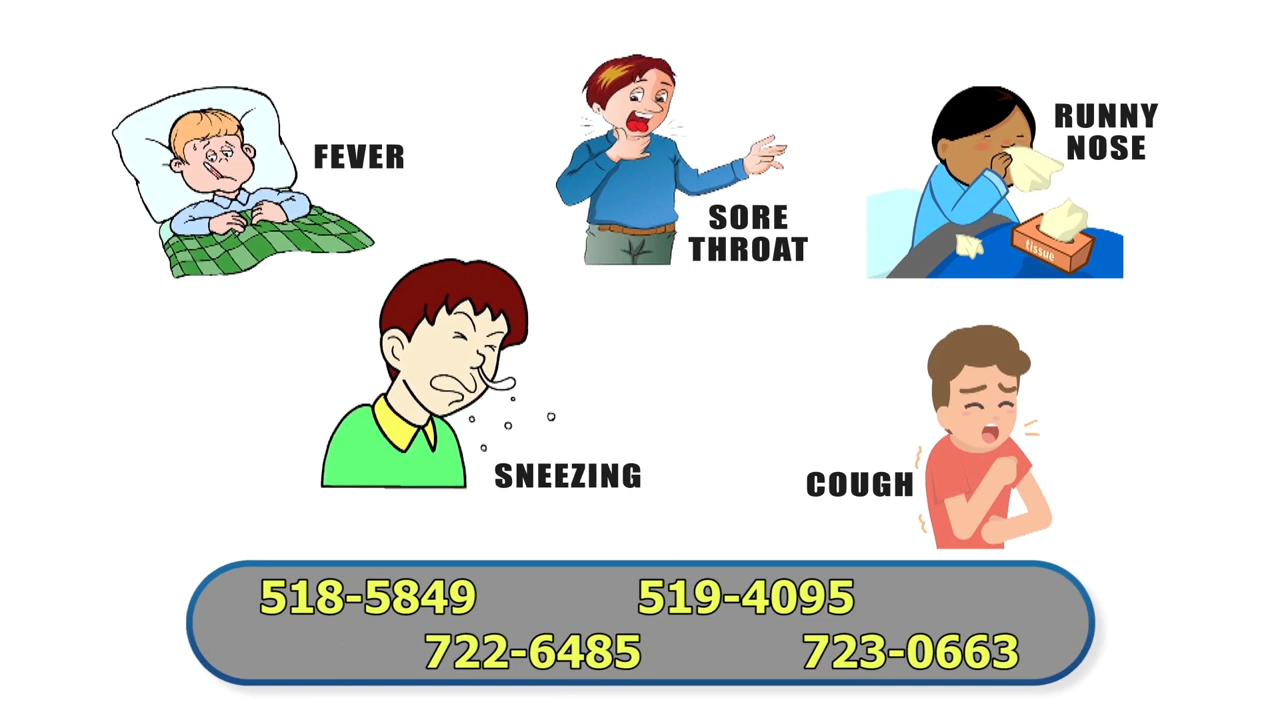 FEVER
SORE
THROAT
RUNNY
NOSE
tissue
SNEEZING
COUGH
518-5849
519-4095
722-6485
723-0663